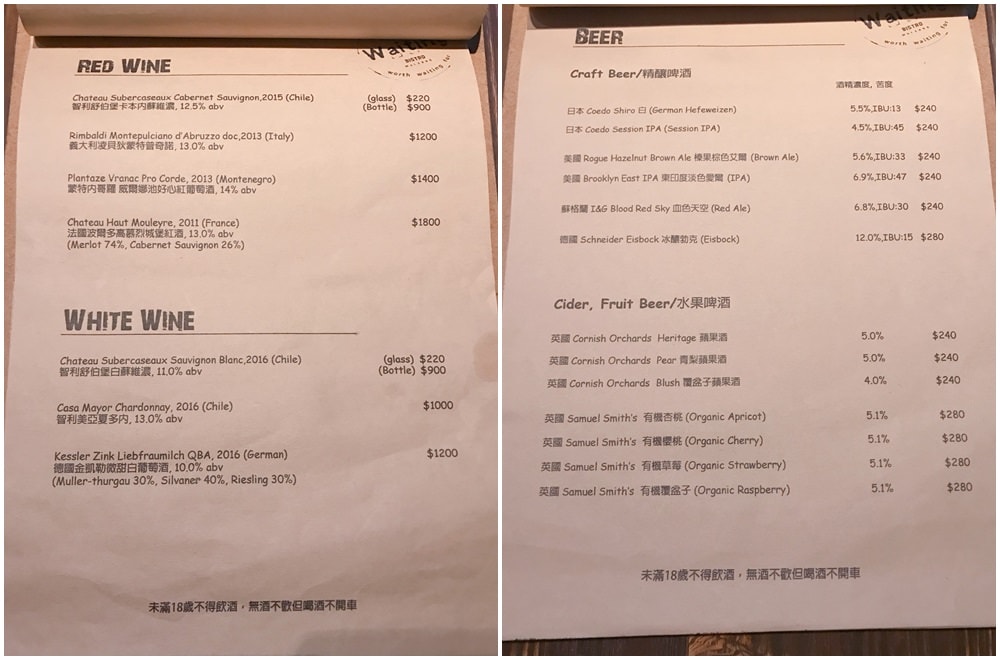 Waiting
BISTRO
worth waiting for
RED WINE
Chateau Subercaseaux Cabernet Sauvignon,2015 (Chile) (glass) $220
智利舒伯堡卡本內蘇維濃, 12.5% abv (Bottle) $900
Rimbaldi Montepulciano d'Abruzzo doc,2013 (Italy) $1200
義大利凌貝狄蒙特普奇諾, 13.0% abv
Plantaze Vranac Pro Corde, 2013 (Montenegro) $1400
蒙特內哥羅 威爾娜池好心紅葡萄酒, 14% abv
Chateau Haut Mouleyre, 2011 (France) $1800
法國波爾多高慕烈城堡紅酒, 13.0% abv
(Merlot 74%, Cabernet Sauvignon 26%)
WHITE WINE
Chateau Subercaseaux Sauvignon Blanc,2016 (Chile) (glass) $220
智利舒伯堡白蘇維濃, 11.0% abv (Bottle) $900
Casa Mayor Chardonnay, 2016 (Chile) $1000
智利美亞夏多內, 13.0% abv
Kessler Zink Liebfraumilch QBA, 2016 (German) $1200
德國金凱勒微甜白葡萄酒, 10.0% abv
(Muller-thurgau 30%, Silvaner 40%, Riesling 30%)
未滿18歲不得飲酒，無酒不歡但喝酒不開車
Waiting
BISTRO
worth waiting for
BEER
Craft Beer/精釀啤酒
酒精濃度, 苦度
日本 Coedo Shiro 白 (German Hefeweizen) 5.5%,IBU:13 $240
日本 Coedo Session IPA (Session IPA) 4.5%,IBU:45 $240
美國 Rogue Hazelnut Brown Ale 榛果棕色艾爾 (Brown Ale) 5.6%,IBU:33 $240
美國 Brooklyn East IPA 東印度淡色愛爾 (IPA) 6.9%,IBU:47 $240
蘇格蘭 I&G Blood Red Sky 血色天空 (Red Ale) 6.8%,IBU:30 $240
德國 Schneider Eisbock 冰釀勃克 (Eisbock) 12.0%,IBU:15 $280
Cider, Fruit Beer/水果啤酒
英國 Cornish Orchards Heritage 蘋果酒 5.0% $240
英國 Cornish Orchards Pear 青梨蘋果酒 5.0% $240
英國 Cornish Orchards Blush 覆盆子蘋果酒 4.0% $240
英國 Samuel Smith's 有機杏桃 (Organic Apricot) 5.1% $280
英國 Samuel Smith's 有機櫻桃 (Organic Cherry) 5.1% $280
英國 Samuel Smith's 有機草莓 (Organic Strawberry) 5.1% $280
英國 Samuel Smith's 有機覆盆子 (Organic Raspberry) 5.1% $280
未滿18歲不得飲酒，無酒不歡但喝酒不開車